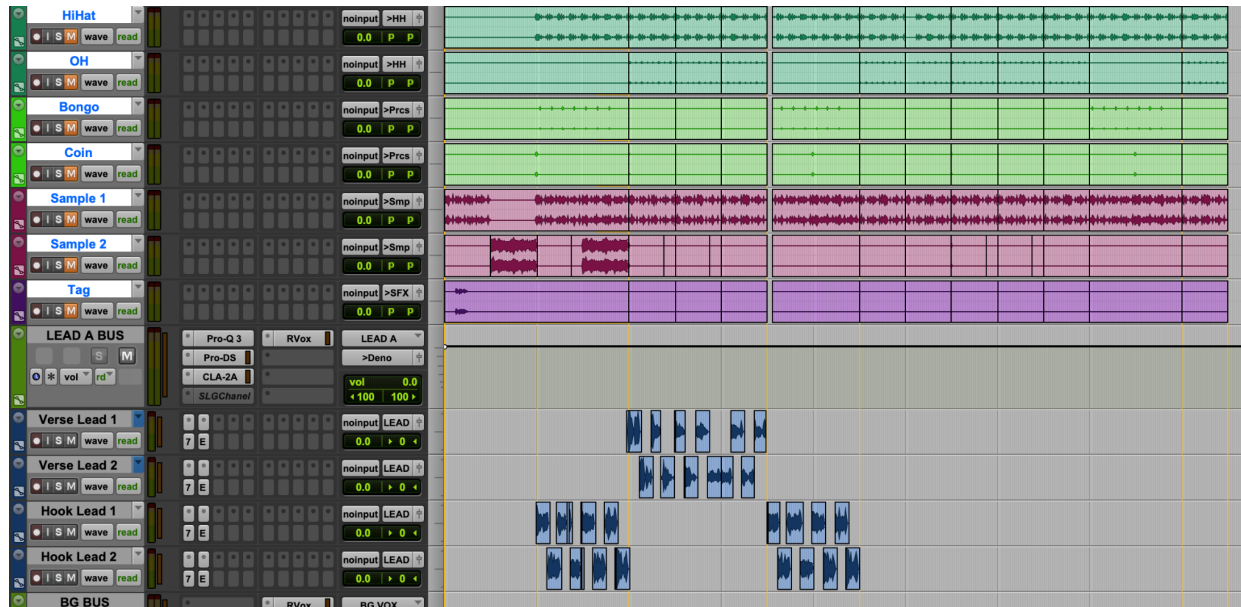 HiHat noinput >HH
I S M wave read 0.0 P P
OH noinput >HH
I S M wave read 0.0 P P
Bongo noinput >Prcs
I S M wave read 0.0 P P
Coin noinput >Prcs
I S M wave read 0.0 P P
Sample 1 noinput >Smp
I S M wave read 0.0 P P
Sample 2 noinput >Smp
I S M wave read 0.0 P P
Tag noinput >SFX
I S M wave read 0.0 P P
LEAD A BUS Pro-Q 3 RVox LEAD A
S M Pro-DS >Deno
vol rd CLA-2A vol 0.0
SLGChanel 100 100
Verse Lead 1 noinput LEAD
I S M wave read 7 E 0.0 0
Verse Lead 2 noinput LEAD
I S M wave read 7 E 0.0 0
Hook Lead 1 noinput LEAD
I S M wave read 7 E 0.0 0
Hook Lead 2 noinput LEAD
I S M wave read 7 E 0.0 0
BG BUS RVox BG VOX